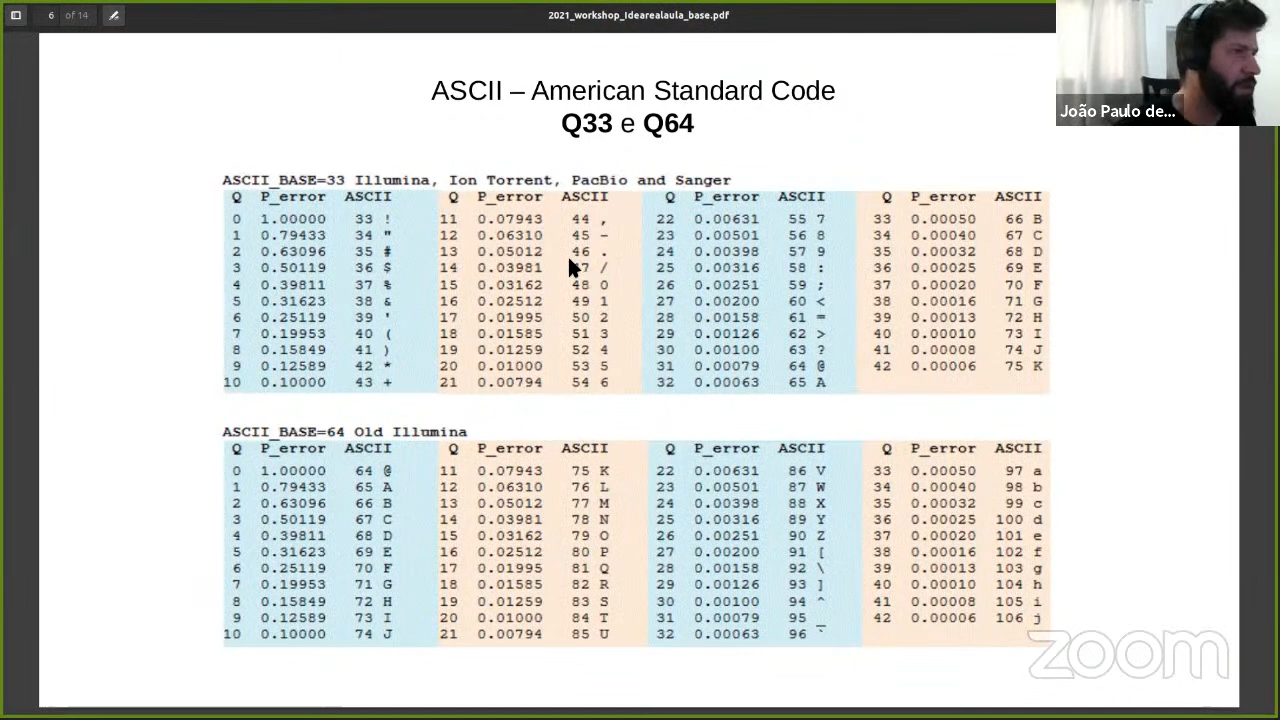 6 of 14
2021_workshop_Idearealaula_base.pdf
João Paulo de...
ASCII – American Standard Code
Q33 e Q64
ASCII_BASE=33 Illumina, Ion Torrent, PacBio and Sanger
Q P_error ASCII Q P_error ASCII Q P_error ASCII Q P_error ASCII
0 1.00000 33 ! 11 0.07943 44 , 22 0.00631 55 7 33 0.00050 66 B
1 0.79433 34 " 12 0.06310 45 - 23 0.00501 56 8 34 0.00040 67 C
2 0.63096 35 # 13 0.05012 46 . 24 0.00398 57 9 35 0.00032 68 D
3 0.50119 36 $ 14 0.03981 47 / 25 0.00316 58 : 36 0.00025 69 E
4 0.39811 37 % 15 0.03162 48 0 26 0.00251 59 ; 37 0.00020 70 F
5 0.31623 38 & 16 0.02512 49 1 27 0.00200 60 < 38 0.00016 71 G
6 0.25119 39 ' 17 0.01995 50 2 28 0.00158 61 = 39 0.00013 72 H
7 0.19953 40 ( 18 0.01585 51 3 29 0.00126 62 > 40 0.00010 73 I
8 0.15849 41 ) 19 0.01259 52 4 30 0.00100 63 ? 41 0.00008 74 J
9 0.12589 42 * 20 0.01000 53 5 31 0.00079 64 @ 42 0.00006 75 K
10 0.10000 43 + 21 0.00794 54 6 32 0.00063 65 A
ASCII_BASE=64 Old Illumina
Q P_error ASCII Q P_error ASCII Q P_error ASCII Q P_error ASCII
0 1.00000 64 @ 11 0.07943 75 K 22 0.00631 86 V 33 0.00050 97 a
1 0.79433 65 A 12 0.06310 76 L 23 0.00501 87 W 34 0.00040 98 b
2 0.63096 66 B 13 0.05012 77 M 24 0.00398 88 X 35 0.00032 99 c
3 0.50119 67 C 14 0.03981 78 N 25 0.00316 89 Y 36 0.00025 100 d
4 0.39811 68 D 15 0.03162 79 O 26 0.00251 90 Z 37 0.00020 101 e
5 0.31623 69 E 16 0.02512 80 P 27 0.00200 91 [ 38 0.00016 102 f
6 0.25119 70 F 17 0.01995 81 Q 28 0.00158 92 \ 39 0.00013 103 g
7 0.19953 71 G 18 0.01585 82 R 29 0.00126 93 ] 40 0.00010 104 h
8 0.15849 72 H 19 0.01259 83 S 30 0.00100 94 ^ 41 0.00008 105 i
9 0.12589 73 I 20 0.01000 84 T 31 0.00079 95 _ 42 0.00006 106 j
10 0.10000 74 J 21 0.00794 85 U 32 0.00063 96 `
zoom